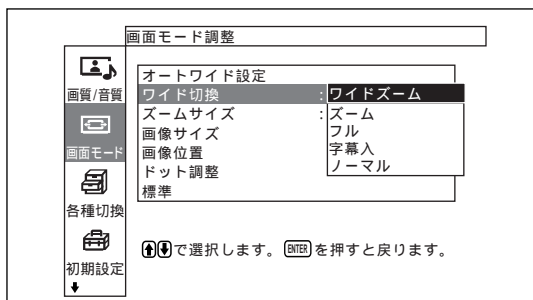 画面モード調整
画質/音質
画面モード
各種切換
初期設定
オートワイド設定
ワイド切換 : ワイドズーム
ズームサイズ : ズーム
画像サイズ フル
画像位置 字幕入
ドット調整 ノーマル
標準
で選択します。 ENTER を押すと戻ります。